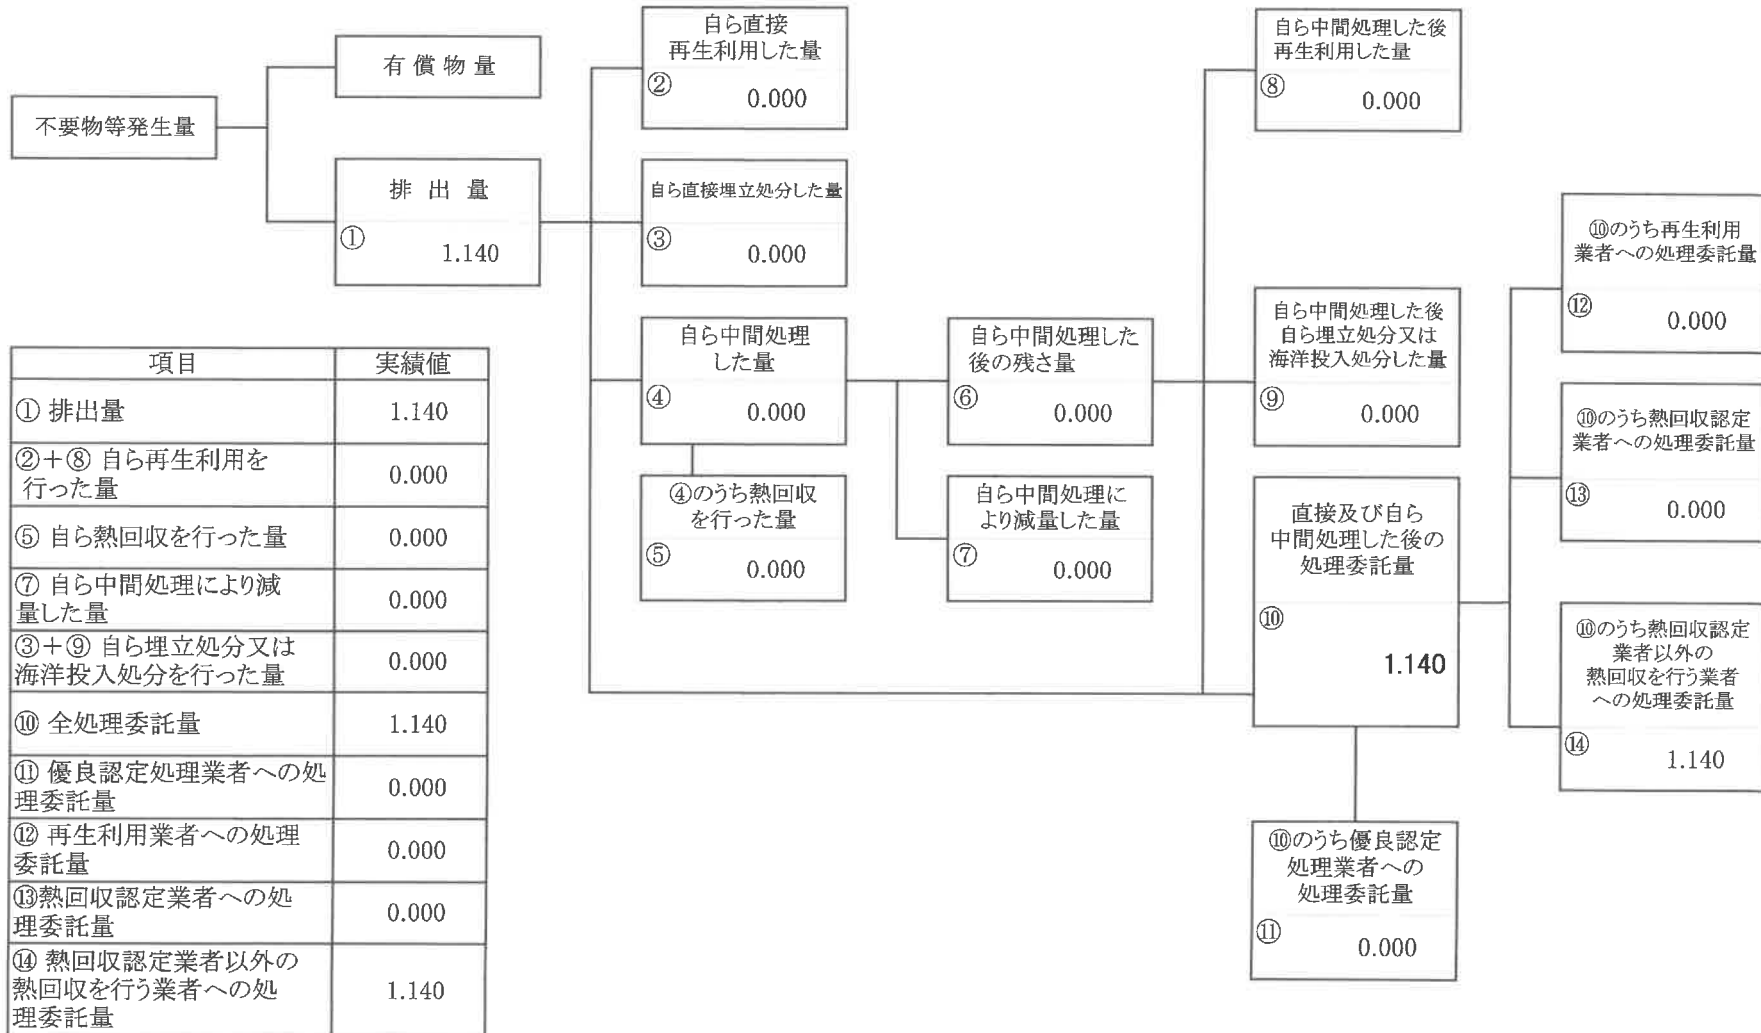 不要物等発生量
有 償 物 量
排 出 量
①
1.140
自ら直接
再生利用した量
②
0.000
自ら直接埋立処分した量
③
0.000
自ら中間処理
した量
④
0.000
④のうち熱回収
を行った量
⑤
0.000
自ら中間処理した
後の残さ量
⑥
0.000
自ら中間処理に
より減量した量
⑦
0.000
自ら中間処理した後
再生利用した量
⑧
0.000
自ら中間処理した後
自ら埋立処分又は
海洋投入処分した量
⑨
0.000
直接及び自ら
中間処理した後の
処理委託量
⑩
1.140
⑩のうち優良認定
処理業者への
処理委託量
⑪
0.000
⑩のうち再生利用
業者への処理委託量
⑫
0.000
⑩のうち熱回収認定
業者への処理委託量
⑬
0.000
⑩のうち熱回収認定
業者以外の
熱回収を行う業者
への処理委託量
⑭
1.140
項目 実績値
① 排出量 1.140
②+⑧ 自ら再生利用を
行った量 0.000
⑤ 自ら熱回収を行った量 0.000
⑦ 自ら中間処理により減
量した量 0.000
③+⑨ 自ら埋立処分又は
海洋投入処分を行った量 0.000
⑩ 全処理委託量 1.140
⑪ 優良認定処理業者への処
理委託量 0.000
⑫ 再生利用業者への処理
委託量 0.000
⑬熱回収認定業者への処
理委託量 0.000
⑭ 熱回収認定業者以外の
熱回収を行う業者への処
理委託量 1.140